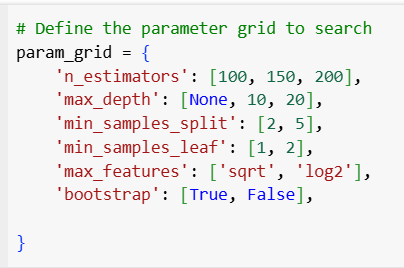 # Define the parameter grid to search
param_grid = {
    'n_estimators': [100, 150, 200],
    'max_depth': [None, 10, 20],
    'min_samples_split': [2, 5],
    'min_samples_leaf': [1, 2],
    'max_features': ['sqrt', 'log2'],
    'bootstrap': [True, False],
}